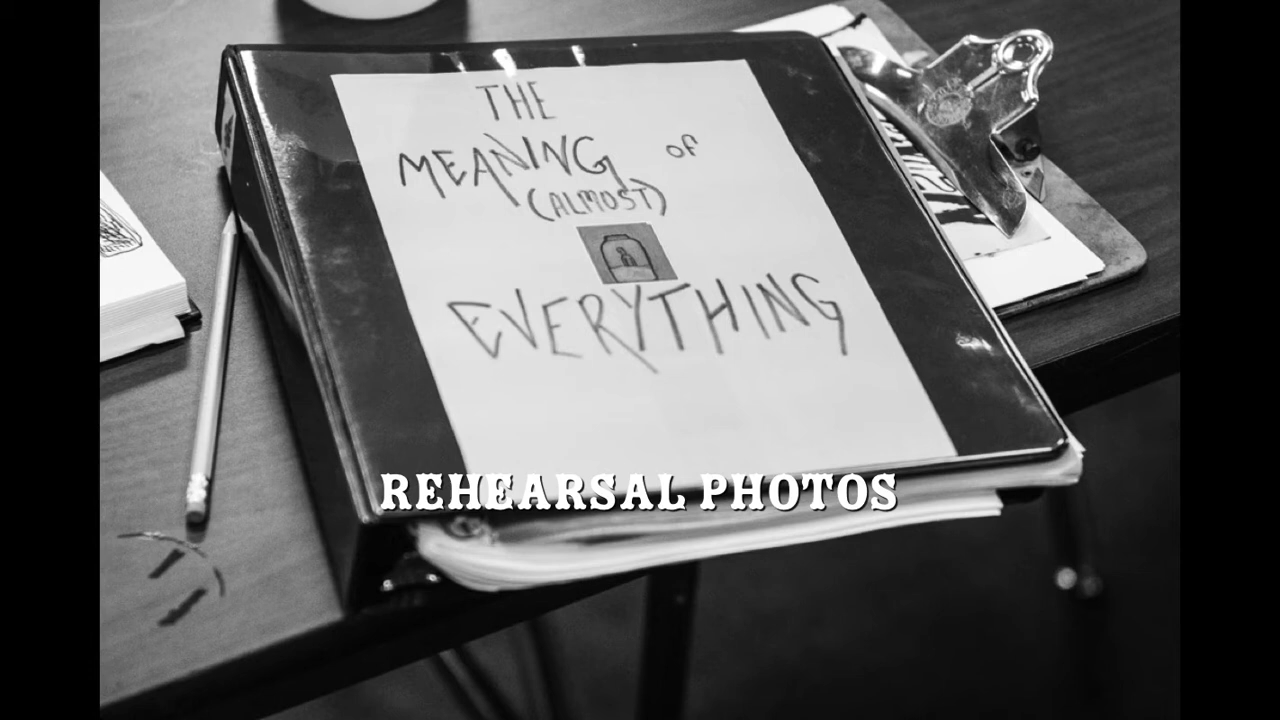 THE
MEANING OF
(ALMOST)
EVERYTHING
REHEARSAL PHOTOS